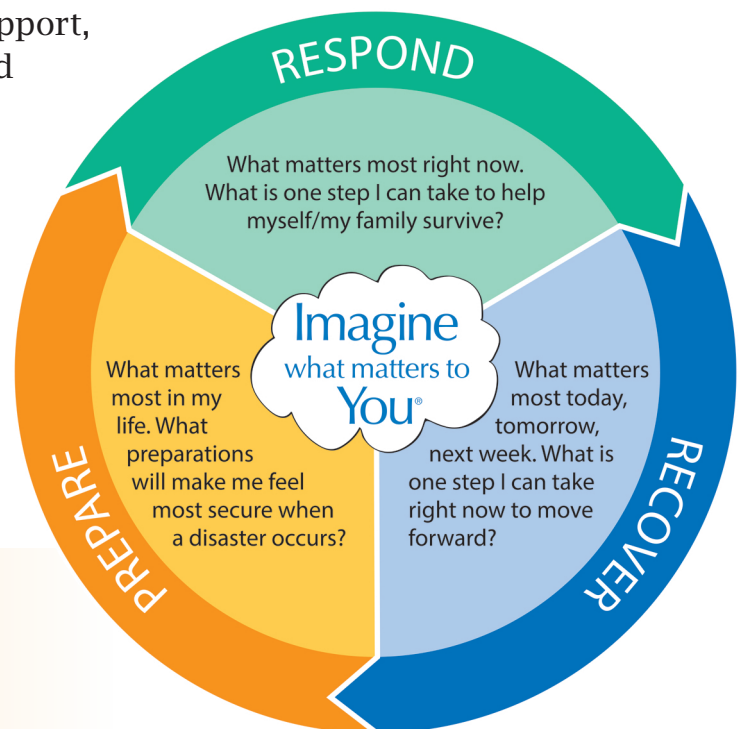 pport,
d
RESPOND
What matters most right now.
What is one step I can take to help
myself/my family survive?
Imagine
what matters to
You®
What matters
most in my
life. What
preparations
will make me feel
most secure when
a disaster occurs?
PREPARE
What matters
most today,
tomorrow,
next week. What is
one step I can take
right now to move
forward?
RECOVER